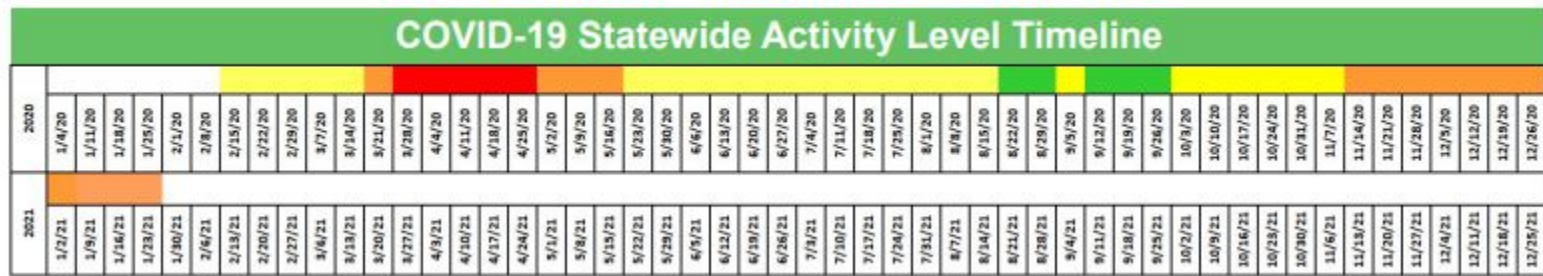 COVID-19 Statewide Activity Level Timeline
2020
1/4/20 1/11/20 1/18/20 1/25/20 2/1/20 2/8/20 2/15/20 2/22/20 2/29/20 3/7/20 3/14/20 3/21/20 3/28/20 4/4/20 4/11/20 4/18/20 4/25/20 5/2/20 5/9/20 5/16/20 5/23/20 5/30/20 6/6/20 6/13/20 6/20/20 6/27/20 7/4/20 7/11/20 7/18/20 7/25/20 8/1/20 8/8/20 8/15/20 8/22/20 8/29/20 9/5/20 9/12/20 9/19/20 9/26/20 10/3/20 10/10/20 10/17/20 10/24/20 10/31/20 11/7/20 11/14/20 11/21/20 11/28/20 12/5/20 12/12/20 12/19/20 12/26/20
2021
1/2/21 1/9/21 1/16/21 1/23/21 1/30/21 2/6/21 2/13/21 2/20/21 2/27/21 3/6/21 3/13/21 3/20/21 3/27/21 4/3/21 4/10/21 4/17/21 4/24/21 5/1/21 5/8/21 5/15/21 5/22/21 5/29/21 6/5/21 6/12/21 6/19/21 6/26/21 7/3/21 7/10/21 7/17/21 7/24/21 7/31/21 8/7/21 8/14/21 8/21/21 8/28/21 9/4/21 9/11/21 9/18/21 9/25/21 10/2/21 10/9/21 10/16/21 10/23/21 10/30/21 11/6/21 11/13/21 11/20/21 11/27/21 12/4/21 12/11/21 12/18/21 12/25/21